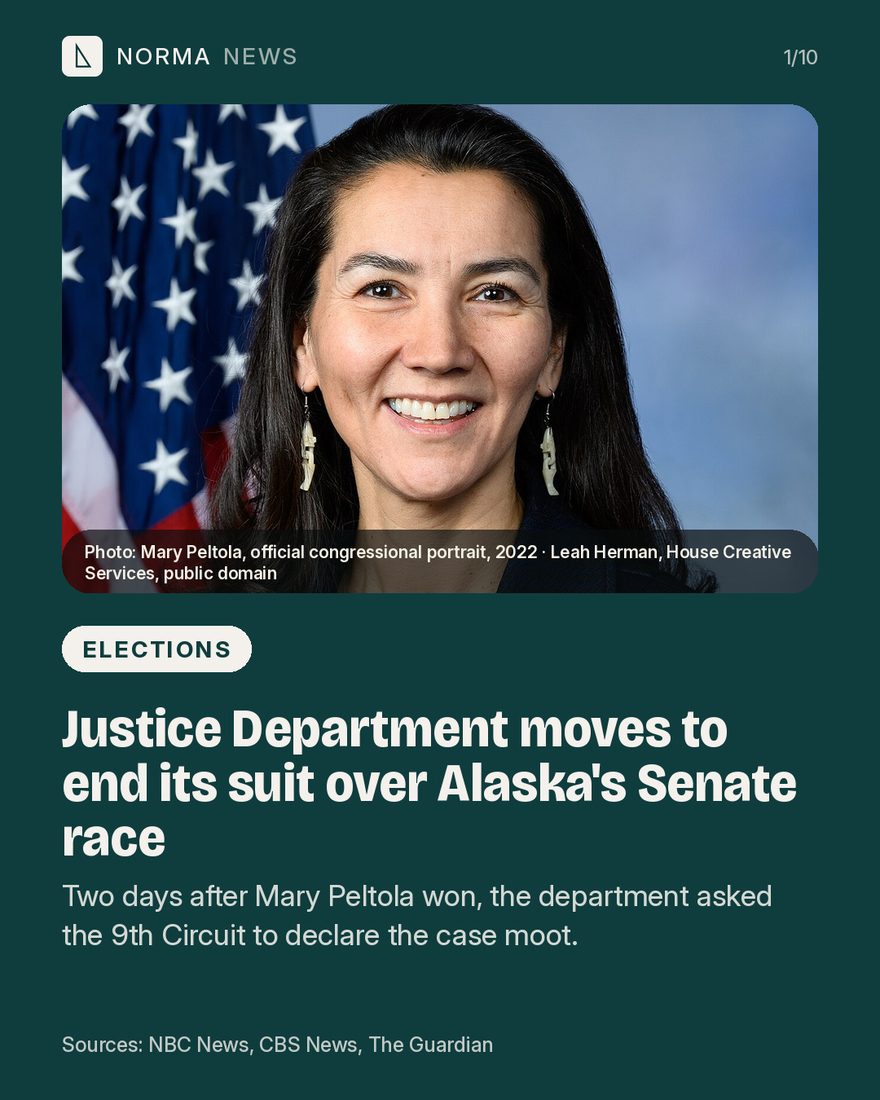 NORMA NEWS
1/10
Photo: Mary Peltola, official congressional portrait, 2022 · Leah Herman, House Creative
Services, public domain
ELECTIONS
Justice Department moves to
end its suit over Alaska's Senate
race
Two days after Mary Peltola won, the department asked
the 9th Circuit to declare the case moot.
Sources: NBC News, CBS News, The Guardian